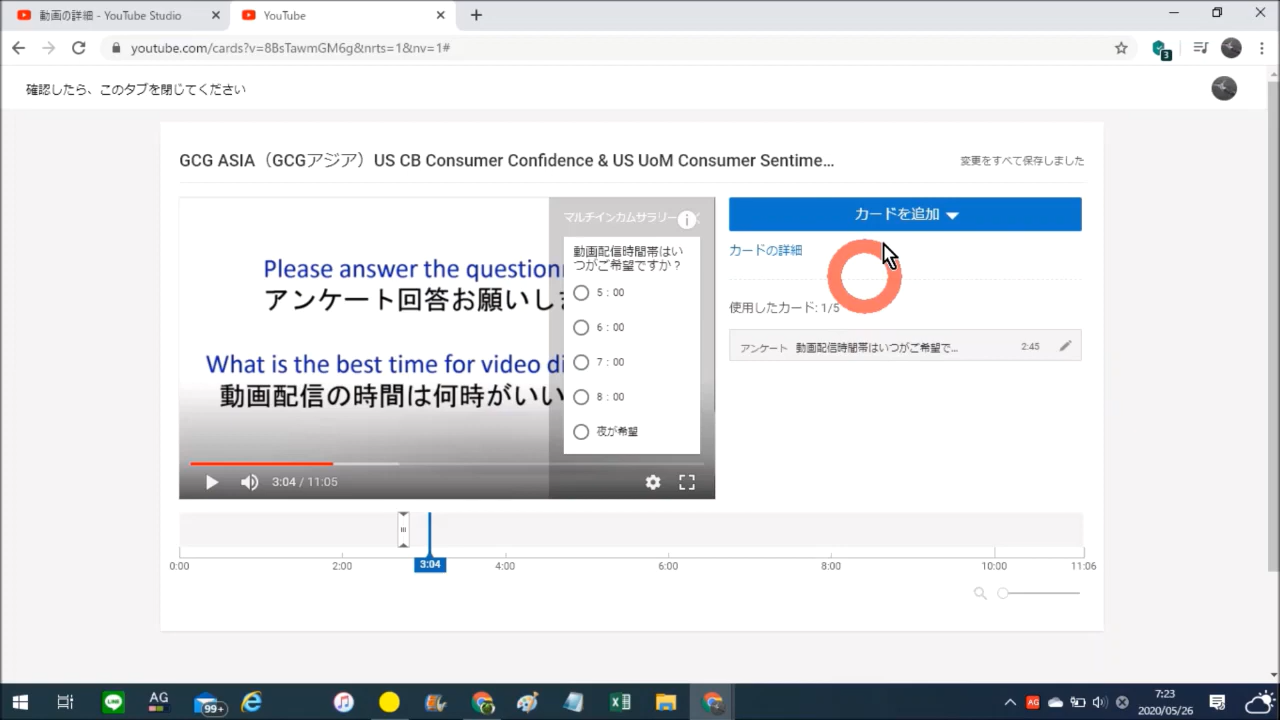 動画の詳細 - YouTube Studio
YouTube
youtube.com/cards?v=8BsTawmGM6g&nrts=1&nv=1#
3
確認したら、このタブを閉じてください
GCG ASIA（GCGアジア）US CB Consumer Confidence & US UoM Consumer Sentime...
変更をすべて保存しました
マルチインカムサラリー
カードを追加
カードの詳細
動画配信時間帯はい
つがご希望ですか？
Please answer the question
アンケート回答お願いし
5：00
6：00
7：00
8：00
夜が希望
使用したカード: 1/5
アンケート 動画配信時間帯はいつがご希望で... 2:45
What is the best time for video di
動画配信の時間は何時がいい
3:04 / 11:05
0:00 2:00 3:04 4:00 6:00 8:00 10:00 11:06
LINE
AG
99+
AG
7:23
2020/05/26